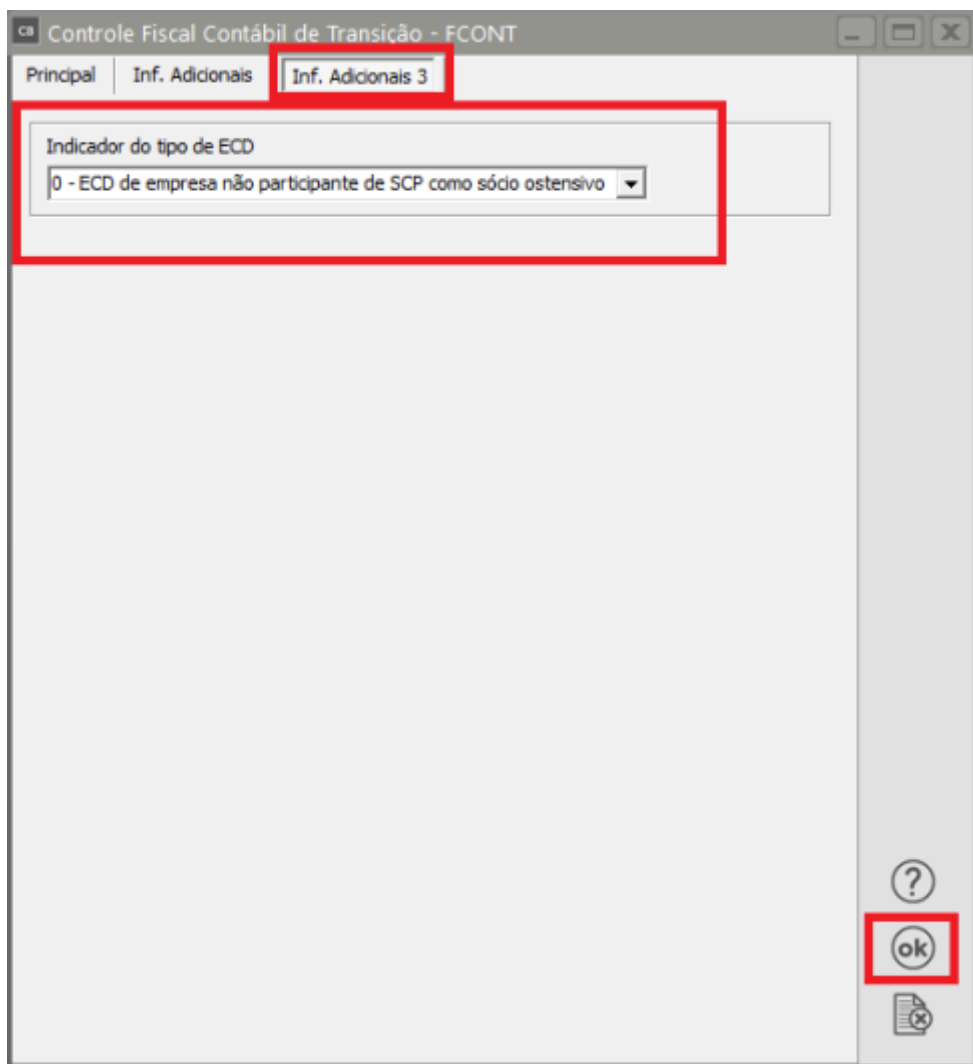 CB Controle Fiscal Contábil de Transição - FCONT
Principal Inf. Adicionais Inf. Adicionais 3
Indicador do tipo de ECD
0 - ECD de empresa não participante de SCP como sócio ostensivo
?
ok